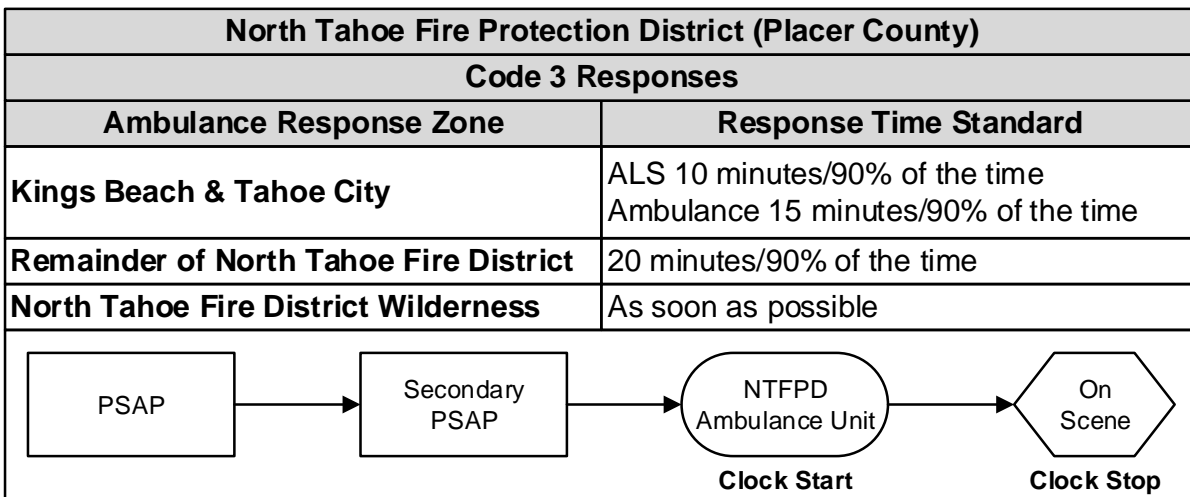 North Tahoe Fire Protection District (Placer County)
Code 3 Responses
Ambulance Response Zone
Response Time Standard
Kings Beach & Tahoe City
ALS 10 minutes/90% of the time
Ambulance 15 minutes/90% of the time
Remainder of North Tahoe Fire District
20 minutes/90% of the time
North Tahoe Fire District Wilderness
As soon as possible
PSAP
Secondary
PSAP
NTFPD
Ambulance Unit
On
Scene
Clock Start
Clock Stop